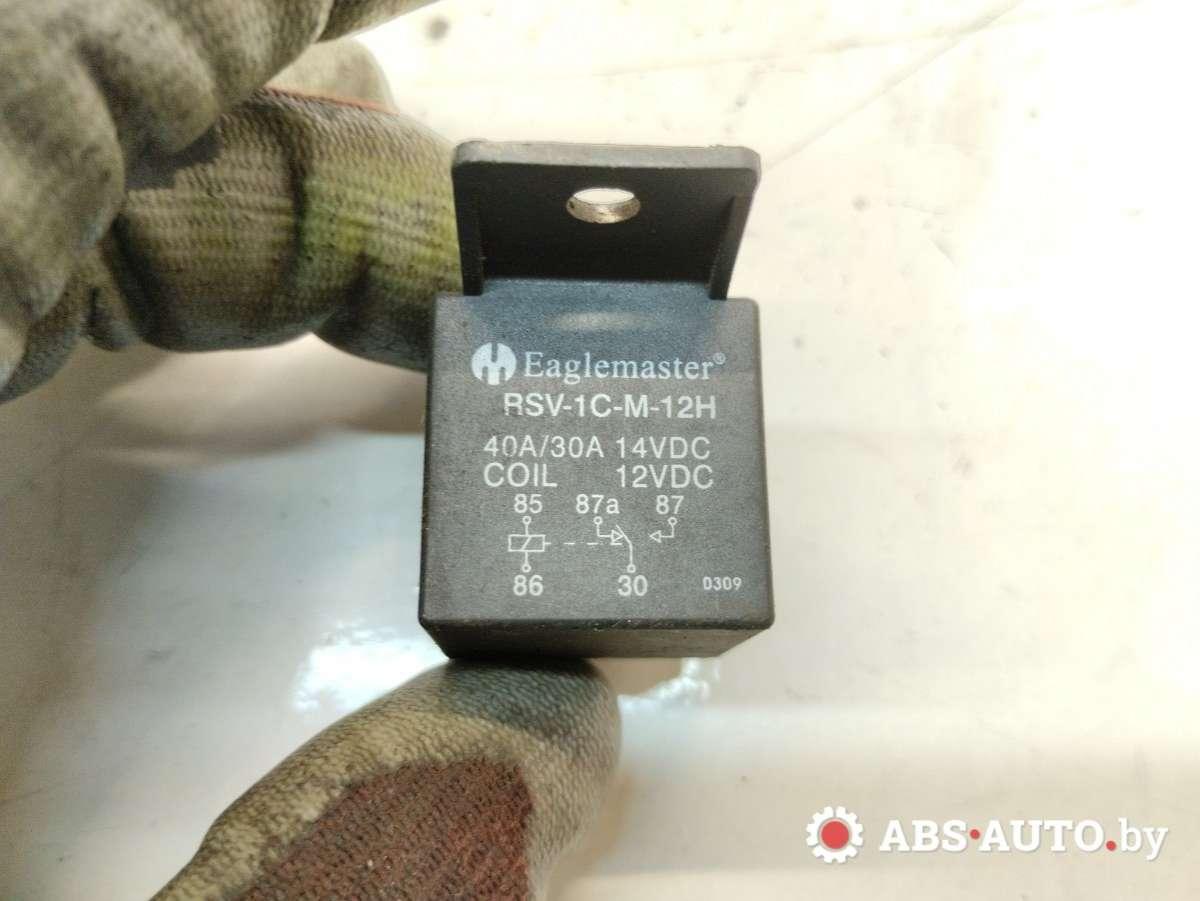 Eaglemaster®
RSV-1C-M-12H
40A/30A 14VDC
COIL 12VDC
85 87a 87
86 30 0309
ABS-AUTO.by